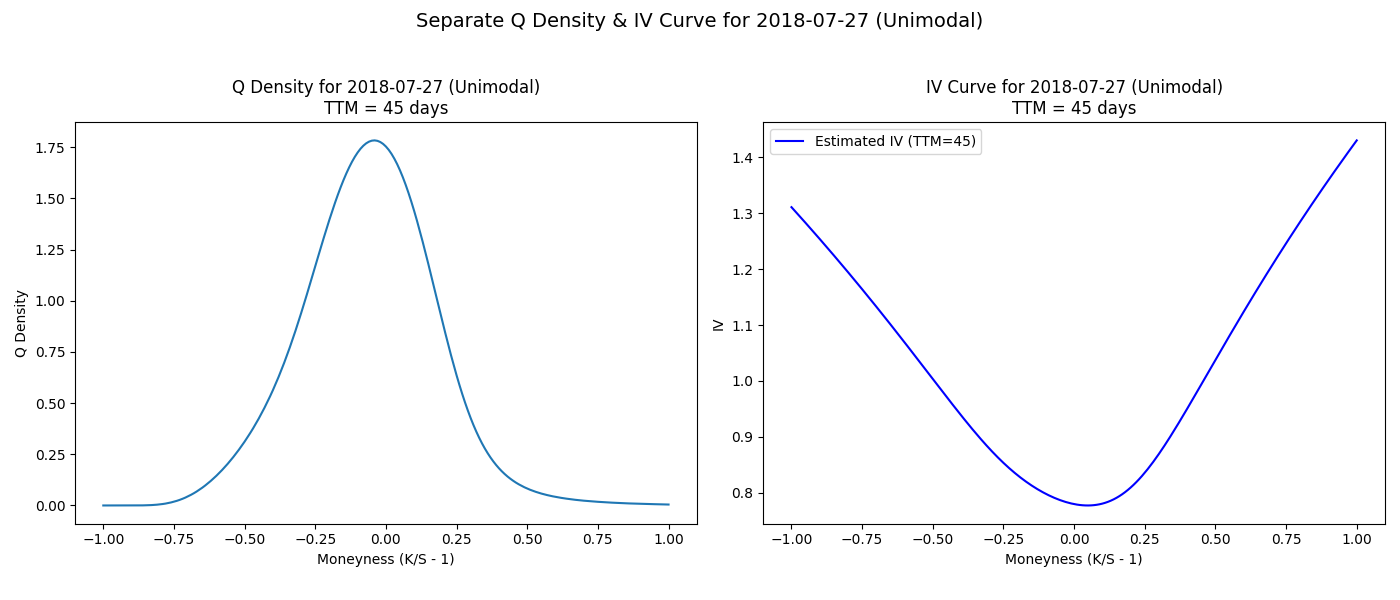 Separate Q Density & IV Curve for 2018-07-27 (Unimodal)
Q Density for 2018-07-27 (Unimodal)
TTM = 45 days
1.75
1.50
1.25
1.00
0.75
0.50
0.25
0.00
Q Density
−1.00 −0.75 −0.50 −0.25 0.00 0.25 0.50 0.75 1.00
Moneyness (K/S - 1)
IV Curve for 2018-07-27 (Unimodal)
TTM = 45 days
Estimated IV (TTM=45)
1.4
1.3
1.2
1.1
1.0
0.9
0.8
IV
−1.00 −0.75 −0.50 −0.25 0.00 0.25 0.50 0.75 1.00
Moneyness (K/S - 1)